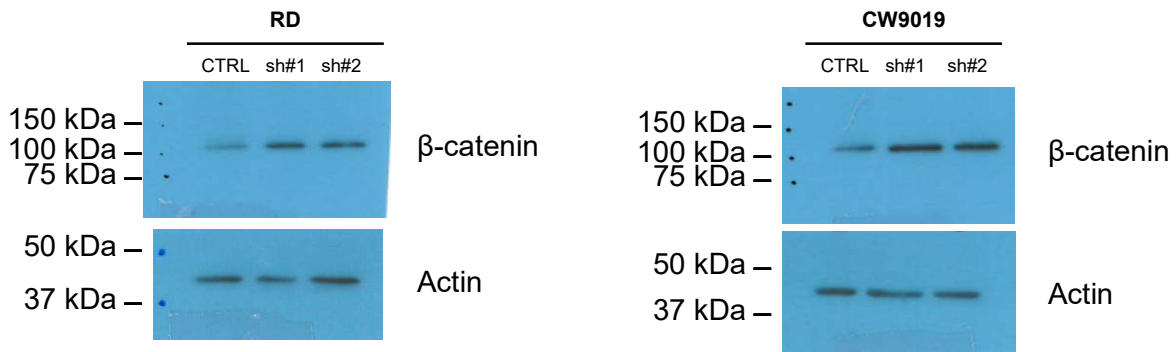 RD
CTRL sh#1 sh#2
150 kDa
100 kDa
75 kDa
β-catenin
50 kDa
37 kDa
Actin
CW9019
CTRL sh#1 sh#2
150 kDa
100 kDa
75 kDa
β-catenin
50 kDa
37 kDa
Actin